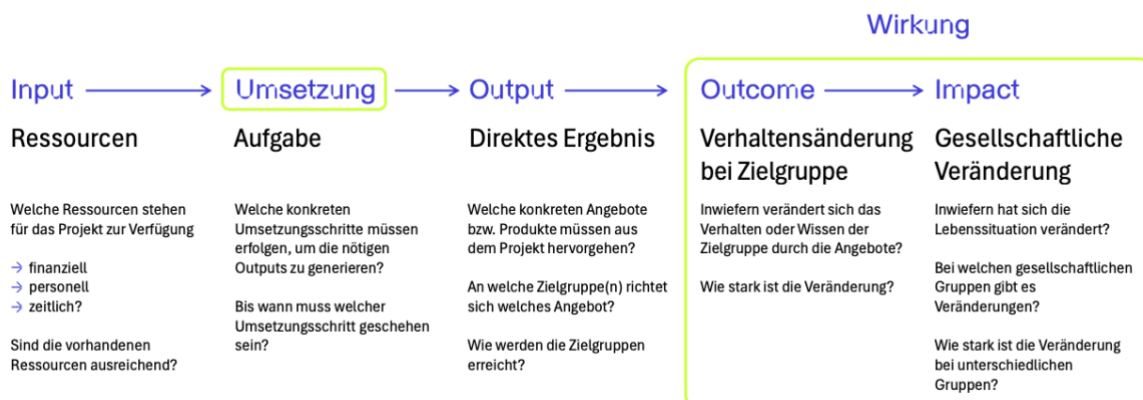 Wirkung
Input
Umsetzung
Output
Outcome
Impact
Ressourcen
Aufgabe
Direktes Ergebnis
Verhaltensänderung
bei Zielgruppe
Gesellschaftliche
Veränderung
Welche Ressourcen stehen
für das Projekt zur Verfügung
→ finanziell
→ personell
→ zeitlich?
Sind die vorhandenen
Ressourcen ausreichend?
Welche konkreten
Umsetzungsschritte müssen
erfolgen, um die nötigen
Outputs zu generieren?
Bis wann muss welcher
Umsetzungsschritt geschehen
sein?
Welche konkreten Angebote
bzw. Produkte müssen aus
dem Projekt hervorgehen?
An welche Zielgruppe(n) richtet
sich welches Angebot?
Wie werden die Zielgruppen
erreicht?
Inwiefern verändert sich das
Verhalten oder Wissen der
Zielgruppe durch die Angebote?
Wie stark ist die Veränderung?
Inwiefern hat sich die
Lebenssituation verändert?
Bei welchen gesellschaftlichen
Gruppen gibt es
Veränderungen?
Wie stark ist die Veränderung
bei unterschiedlichen
Gruppen?